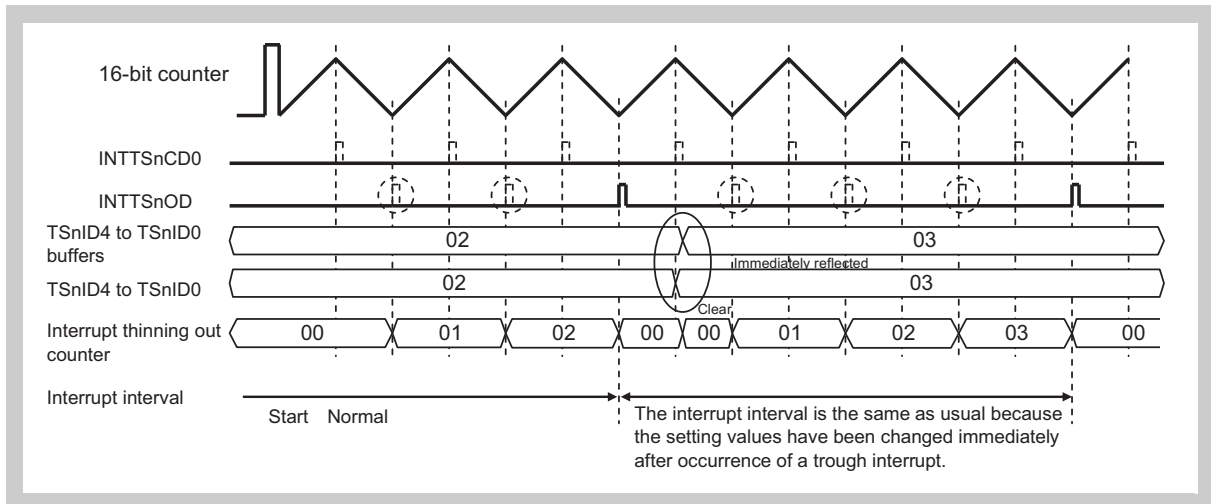 16-bit counter
INTTSnCD0
INTTSnOD
TSnID4 to TSnID0
buffers
02
03
Immediately reflected
TSnID4 to TSnID0
02
03
Clear
Interrupt thinning out
counter
00 01 02 00 00 01 02 03 00
Interrupt interval
Start Normal
The interrupt interval is the same as usual because
the setting values have been changed immediately
after occurrence of a trough interrupt.